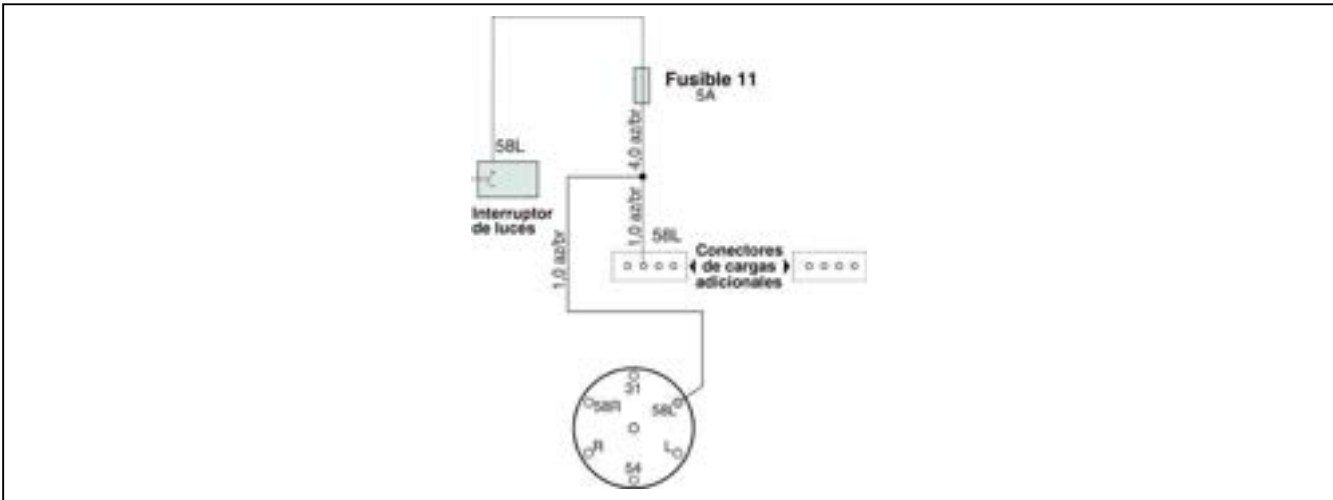 Fusible 11
5A
4,0 az/br
58L
Interruptor
de luces
1,0 az/br
1,0 az/br
58L
Conectores
de cargas
adicionales
31
58R
58L
R
L
54